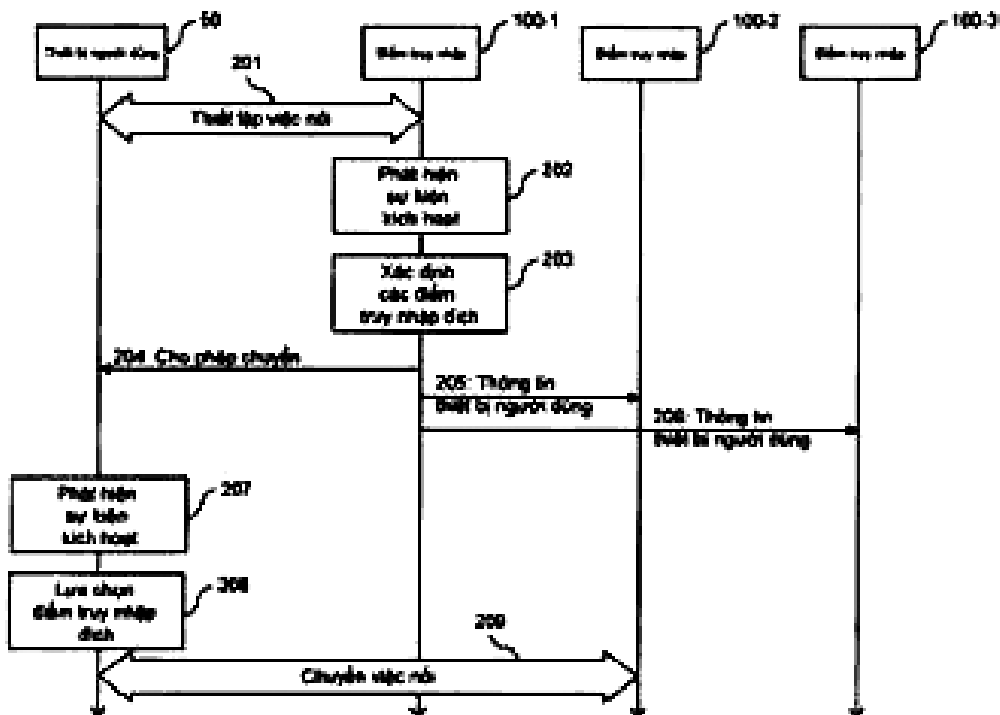 50
100-1
100-2
100-3
Thiết bị người dùng
Điểm truy nhập
Điểm truy nhập
Điểm truy nhập
201
Thiết lập việc nối
Phát hiện
sự kiện
kích hoạt
202
Xác định
các điểm
truy nhập đích
203
204: Cho phép chuyển
205: Thông tin
thiết bị người dùng
206: Thông tin
thiết bị người dùng
Phát hiện
sự kiện
kích hoạt
207
Lựa chọn
điểm truy nhập
đích
208
209
Chuyển việc nối